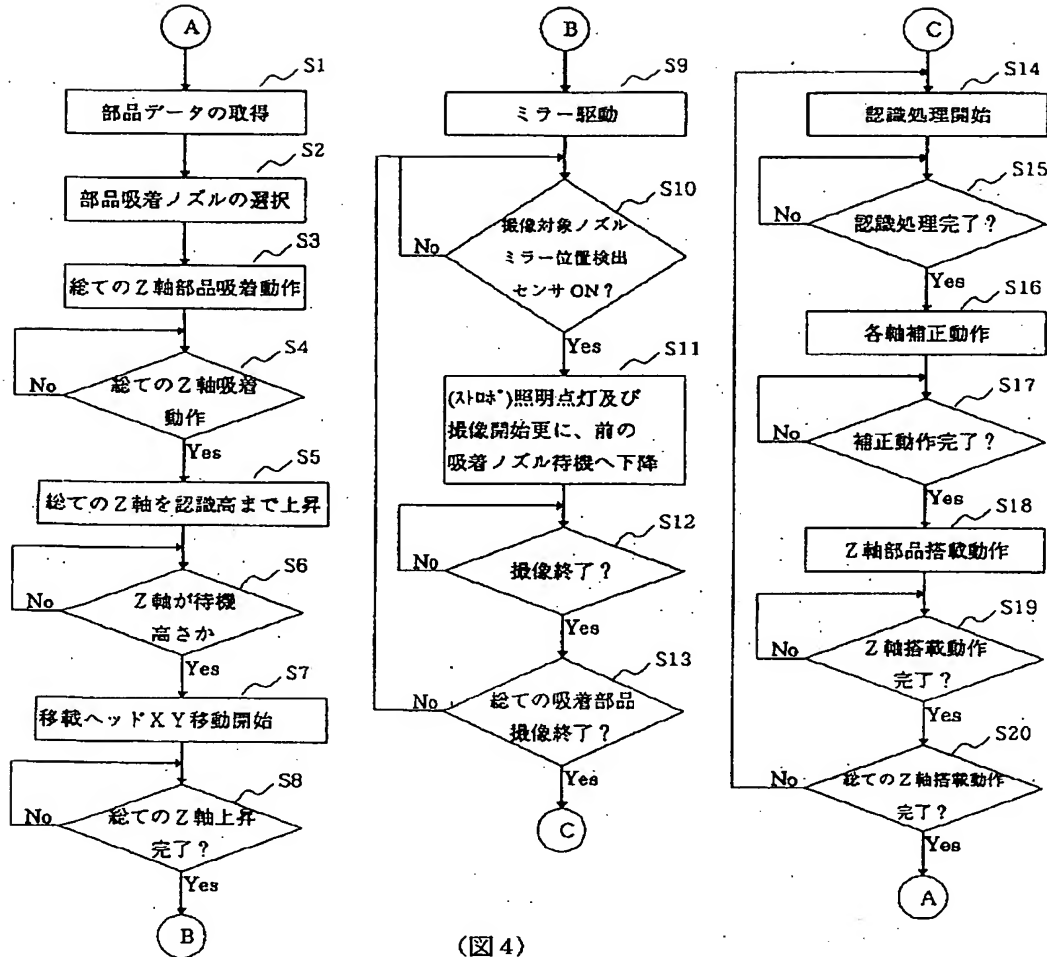 A
S1
部品データの取得
S2
部品吸着ノズルの選択
S3
総てのZ軸部品吸着動作
S4
総てのZ軸吸着
動作
No
Yes
S5
総てのZ軸を認識高まで上昇
S6
Z軸が待機
高さか
No
Yes
S7
移載ヘッドXY移動開始
S8
総てのZ軸上昇
完了?
No
Yes
B
B
S9
ミラー駆動
S10
撮像対象ノズル
ミラー位置検出
センサON?
No
Yes
S11
(ストロボ)照明点灯及び
撮像開始更に、前の
吸着ノズル待機へ下降
S12
撮像終了?
No
Yes
S13
総ての吸着部品
撮像終了?
No
Yes
C
C
S14
認識処理開始
S15
認識処理完了?
No
Yes
S16
各軸補正動作
S17
補正動作完了?
No
Yes
S18
Z軸部品搭載動作
S19
Z軸搭載動作
完了?
No
Yes
S20
総てのZ軸搭載動作
完了?
No
Yes
A
(図4)